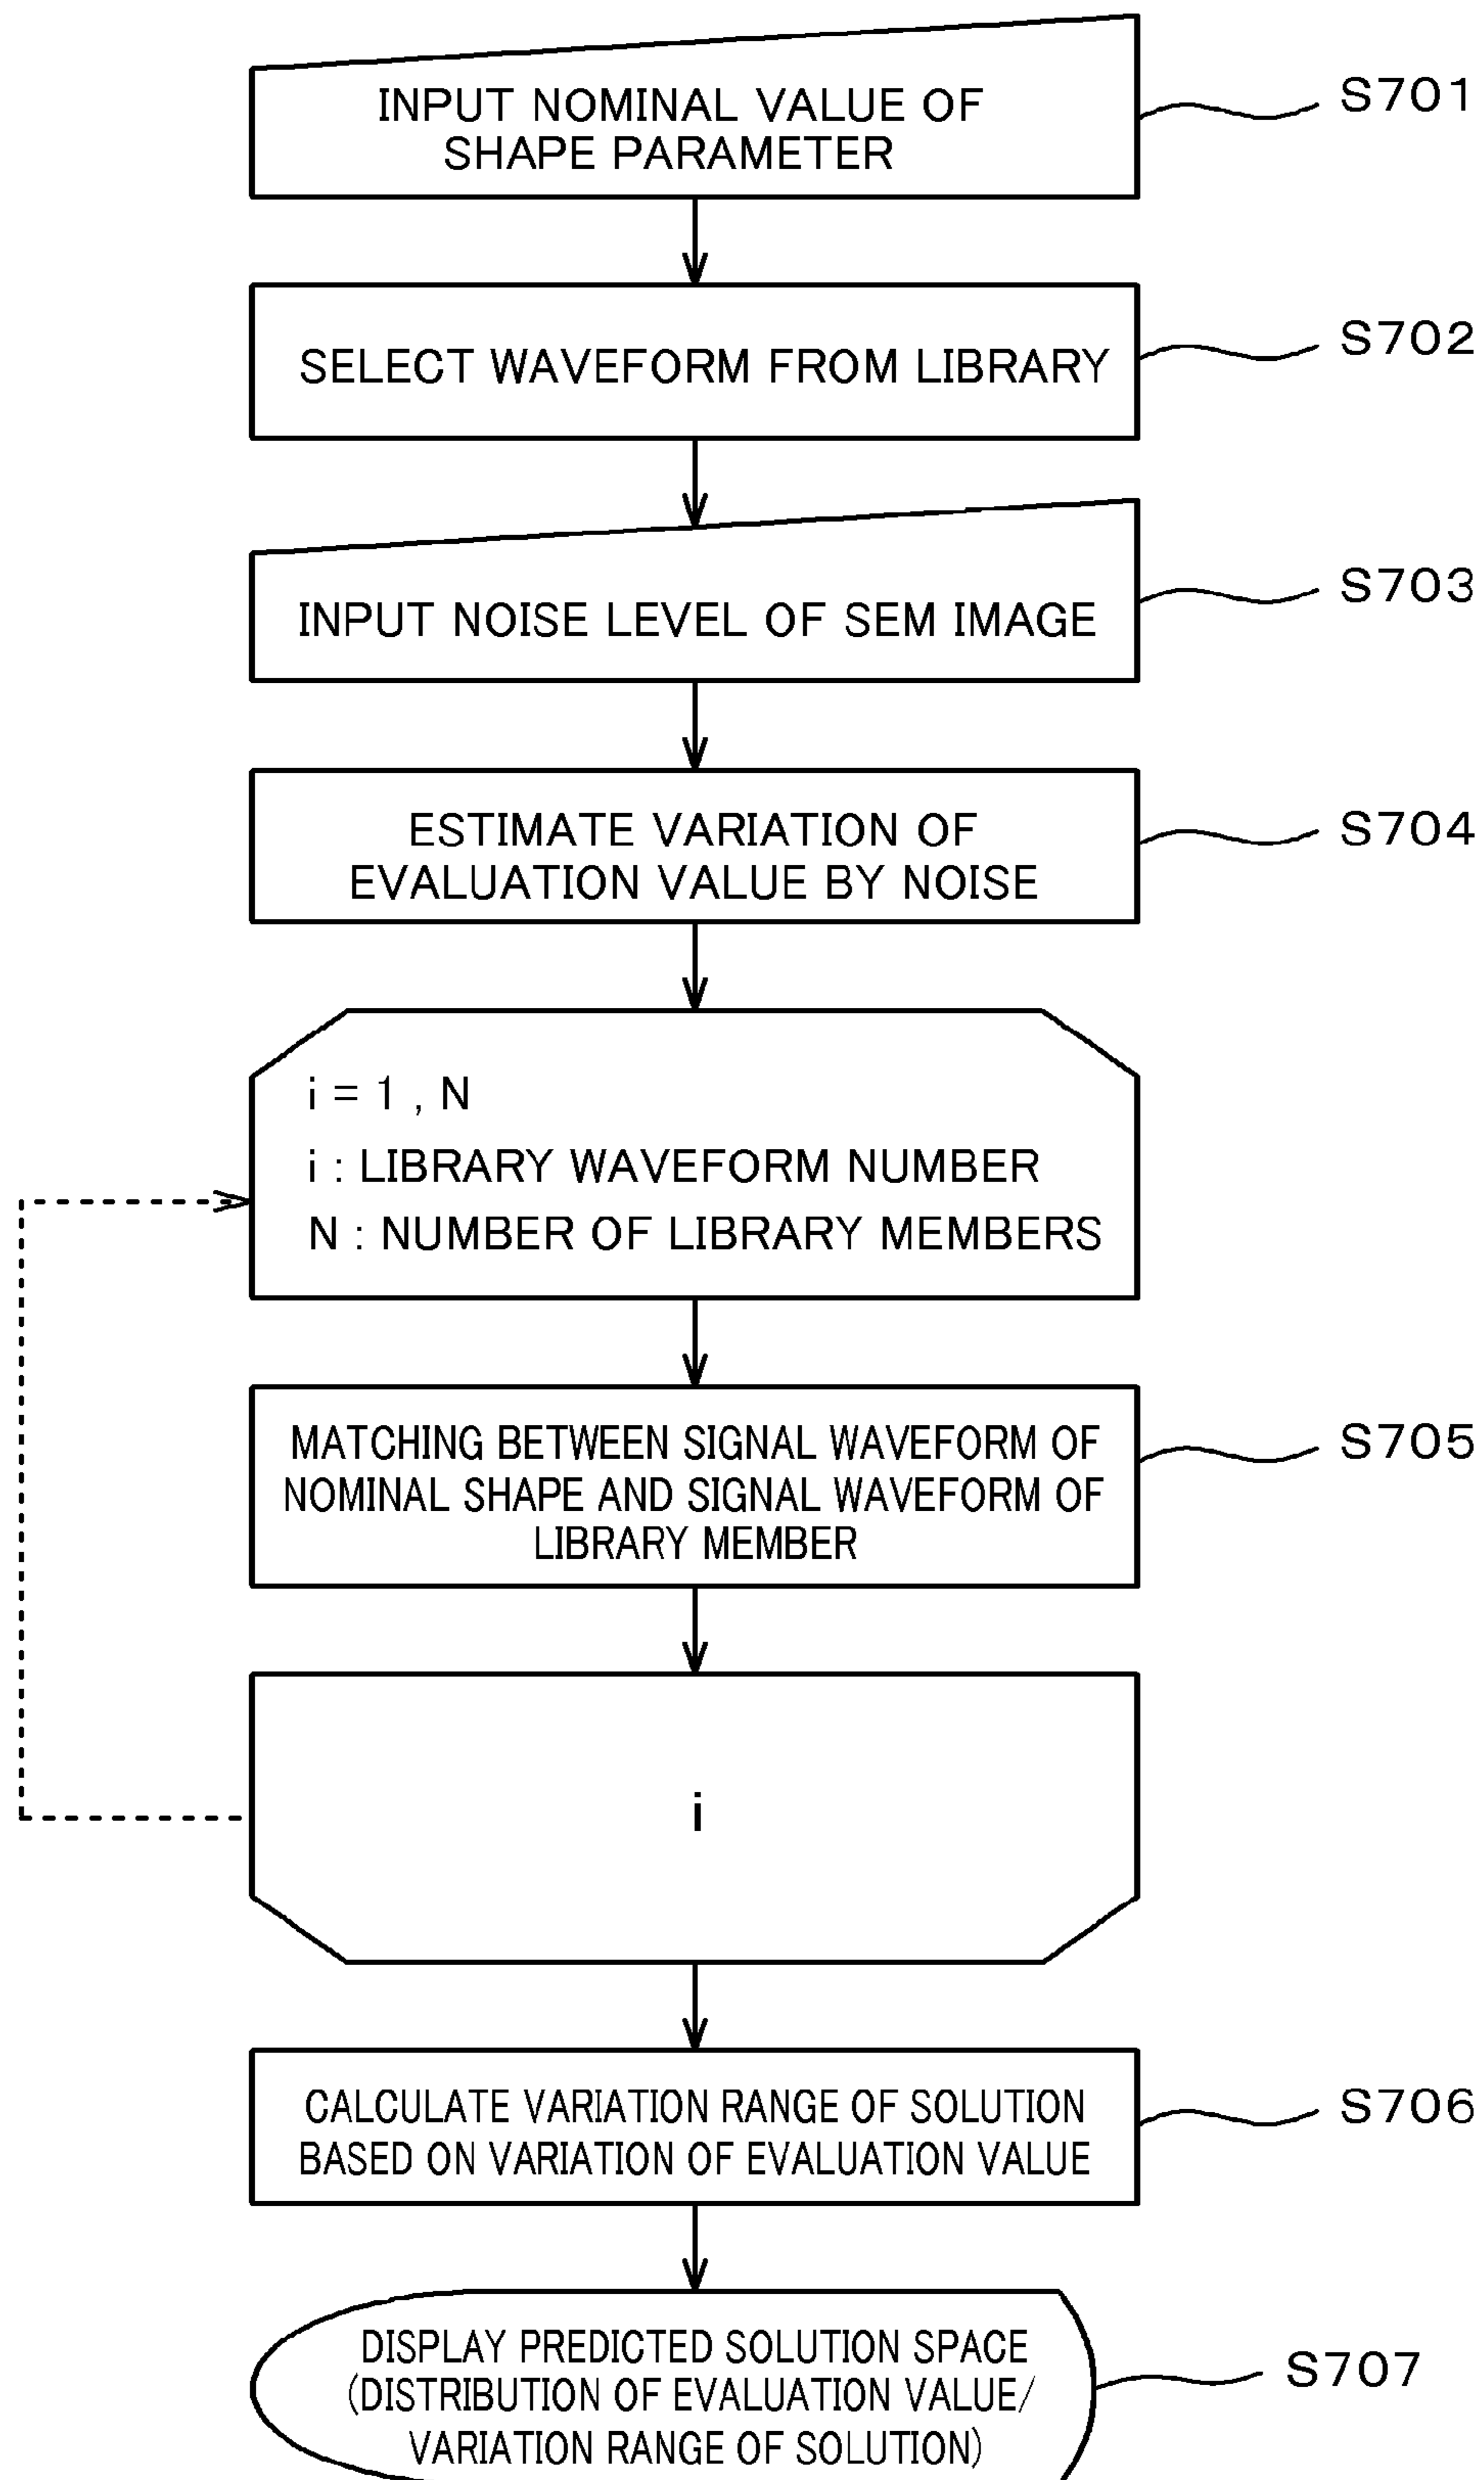 INPUT NOMINAL VALUE OF
SHAPE PARAMETER
S701
SELECT WAVEFORM FROM LIBRARY
S702
INPUT NOISE LEVEL OF SEM IMAGE
S703
ESTIMATE VARIATION OF
EVALUATION VALUE BY NOISE
S704
i = 1 , N
i : LIBRARY WAVEFORM NUMBER
N : NUMBER OF LIBRARY MEMBERS
MATCHING BETWEEN SIGNAL WAVEFORM OF
NOMINAL SHAPE AND SIGNAL WAVEFORM OF
LIBRARY MEMBER
S705
i
CALCULATE VARIATION RANGE OF SOLUTION
BASED ON VARIATION OF EVALUATION VALUE
S706
DISPLAY PREDICTED SOLUTION SPACE
(DISTRIBUTION OF EVALUATION VALUE/
VARIATION RANGE OF SOLUTION)
S707